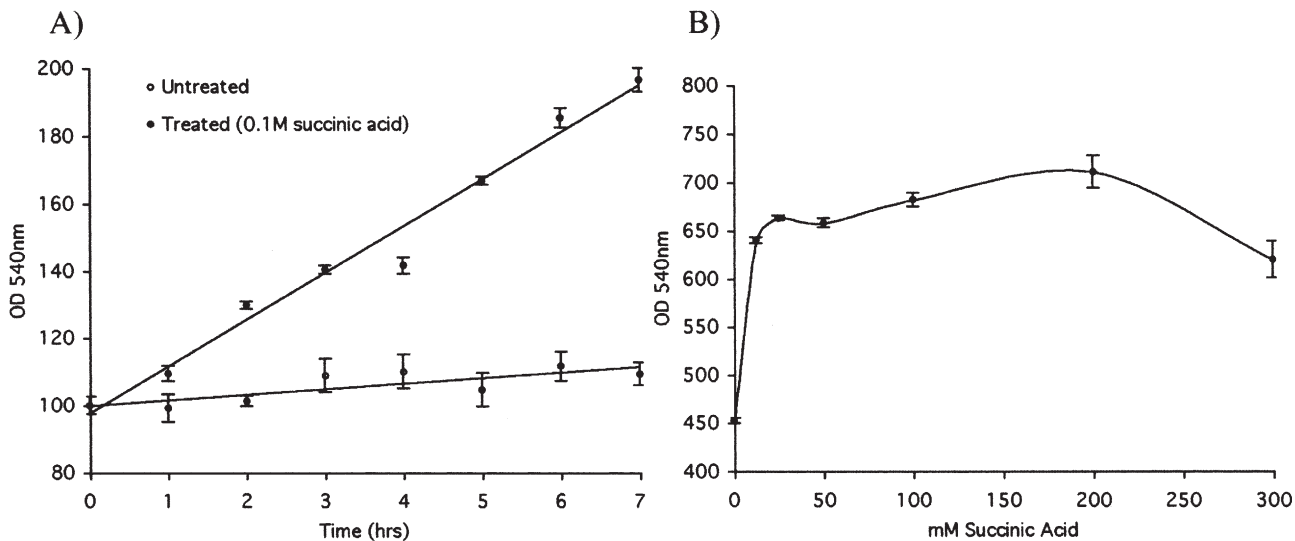 A)
200
180
160
140
120
100
80
OD 540nm
Untreated
Treated (0.1M succinic acid)
0 1 2 3 4 5 6 7
Time (hrs)
B)
800
750
700
650
600
550
500
450
400
OD 540nm
0 50 100 150 200 250 300
mM Succinic Acid